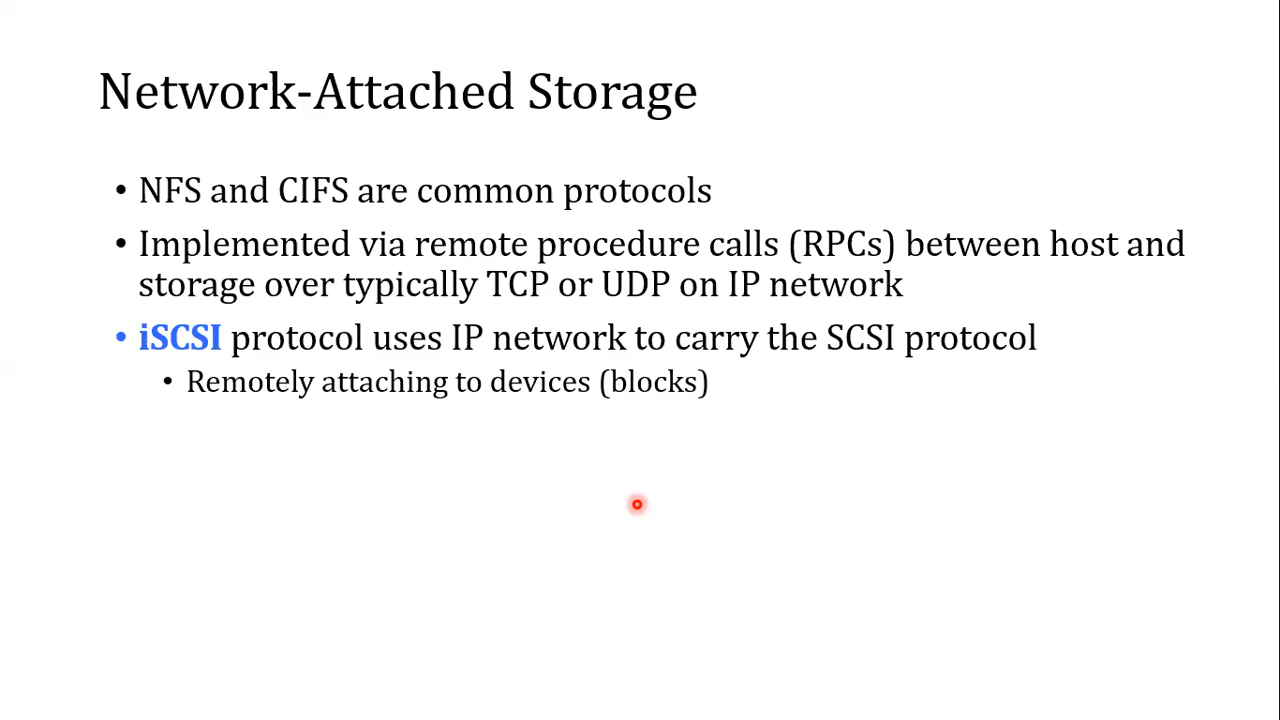 Network-Attached Storage
• NFS and CIFS are common protocols
• Implemented via remote procedure calls (RPCs) between host and
storage over typically TCP or UDP on IP network
• iSCSI protocol uses IP network to carry the SCSI protocol
• Remotely attaching to devices (blocks)